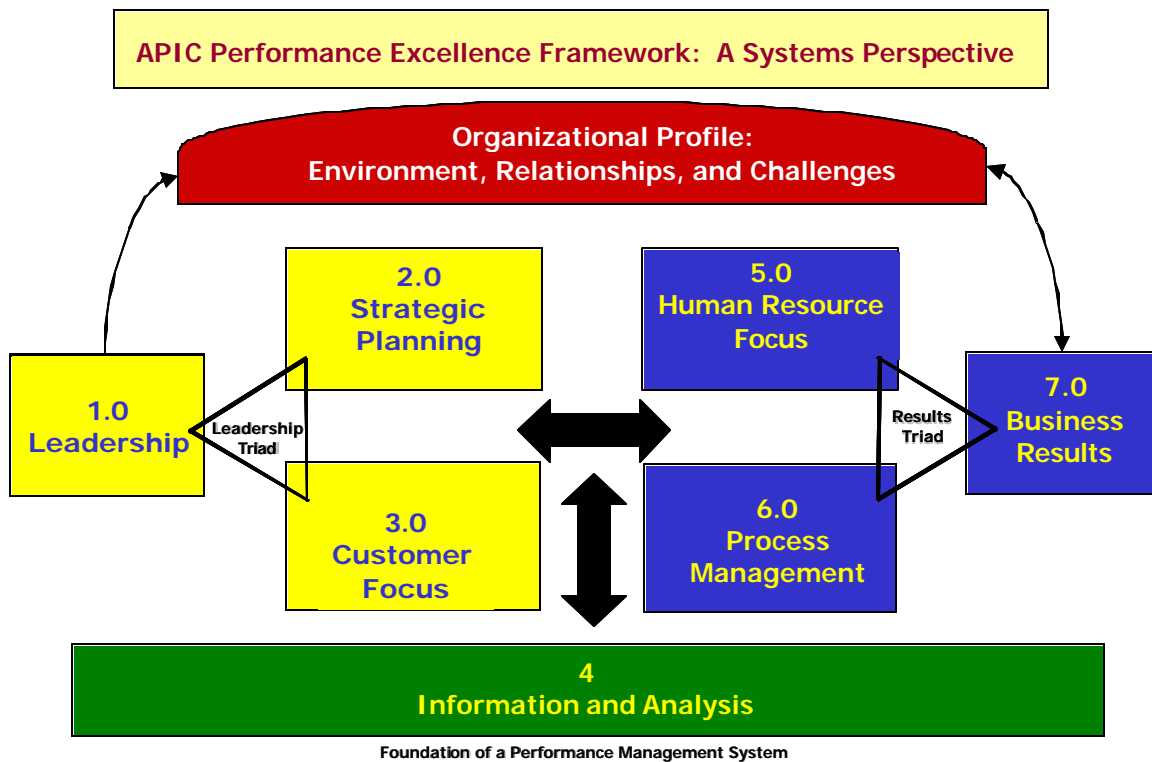 APIC Performance Excellence Framework:  A Systems Perspective
Organizational Profile:
Environment, Relationships, and Challenges
1.0
Leadership
Leadership
Triad
2.0
Strategic
Planning
3.0
Customer
Focus
5.0
Human Resource
Focus
6.0
Process
Management
Results
Triad
7.0
Business
Results
4
Information and Analysis
Foundation of a Performance Management System